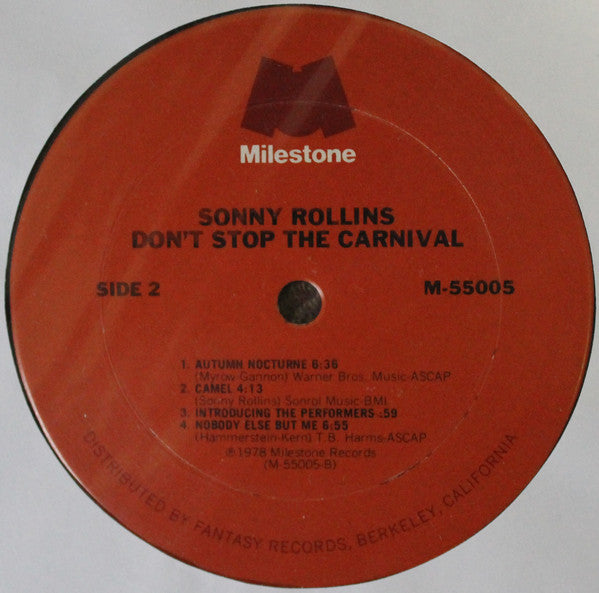 Milestone
SONNY ROLLINS
DON'T STOP THE CARNIVAL
SIDE 2
M-55005
1. AUTUMN NOCTURNE 6:36
(Myrow-Gannon) Warner Bros. Music-ASCAP
2. CAMEL 4:13
(Sonny Rollins) Sonrol Music-BMI
3. INTRODUCING THE PERFORMERS :59
4. NOBODY ELSE BUT ME 6:55
(Hammerstein-Kern) T.B. Harms-ASCAP
℗1978 Milestone Records
(M-55005-B)
DISTRIBUTED BY FANTASY RECORDS, BERKELEY, CALIFORNIA